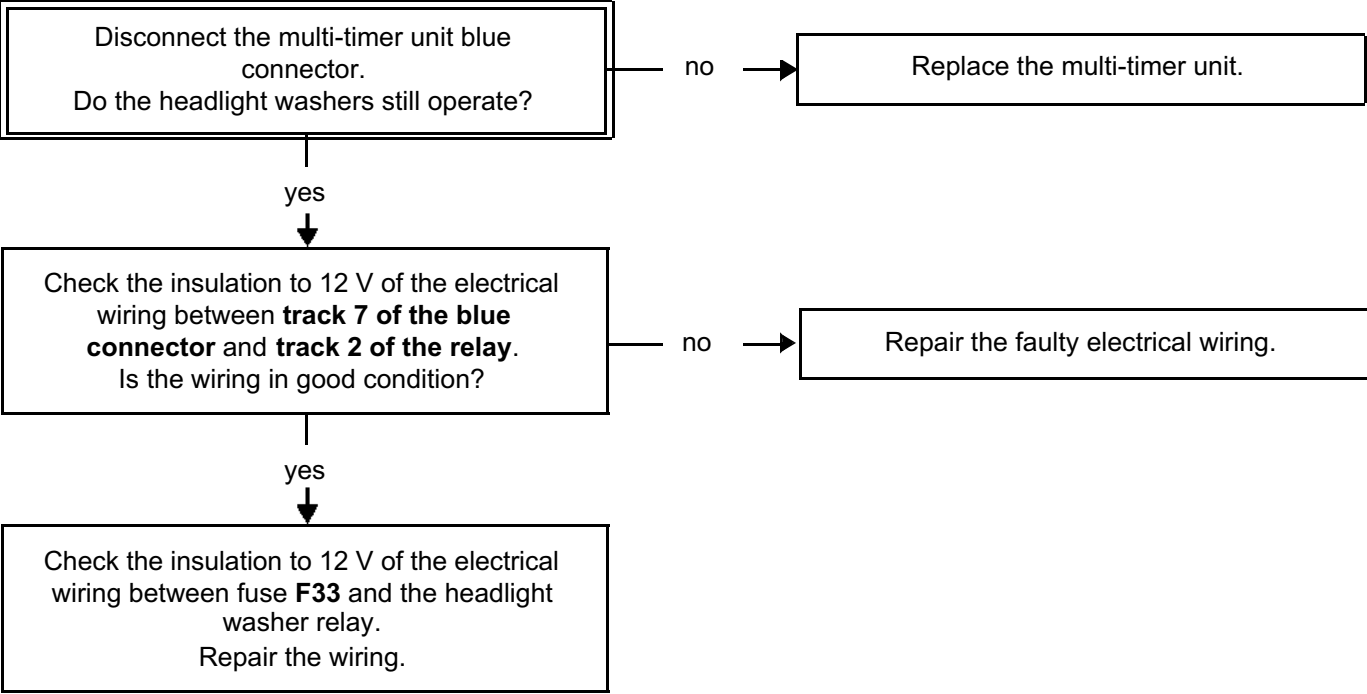 Disconnect the multi-timer unit blue
connector.
Do the headlight washers still operate?
no
Replace the multi-timer unit.
yes
Check the insulation to 12 V of the electrical
wiring between track 7 of the blue
connector and track 2 of the relay.
Is the wiring in good condition?
no
Repair the faulty electrical wiring.
yes
Check the insulation to 12 V of the electrical
wiring between fuse F33 and the headlight
washer relay.
Repair the wiring.